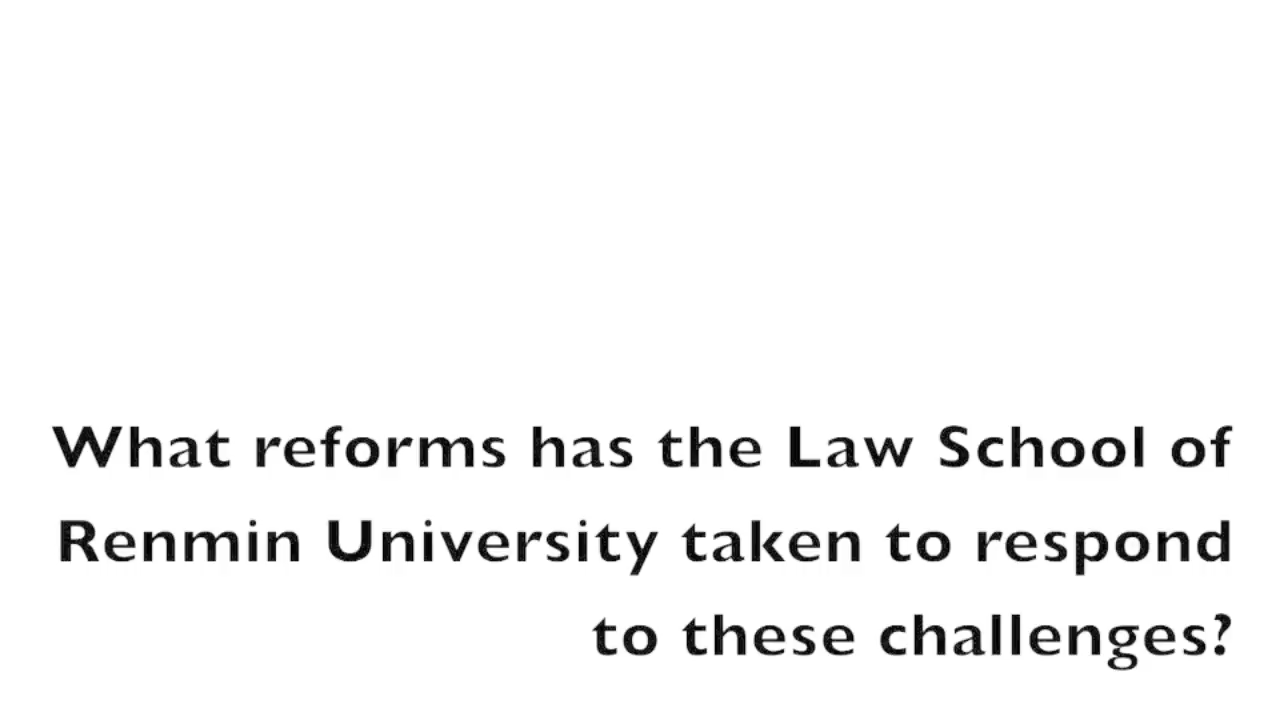 What reforms has the Law School of
Renmin University taken to respond
to these challenges?